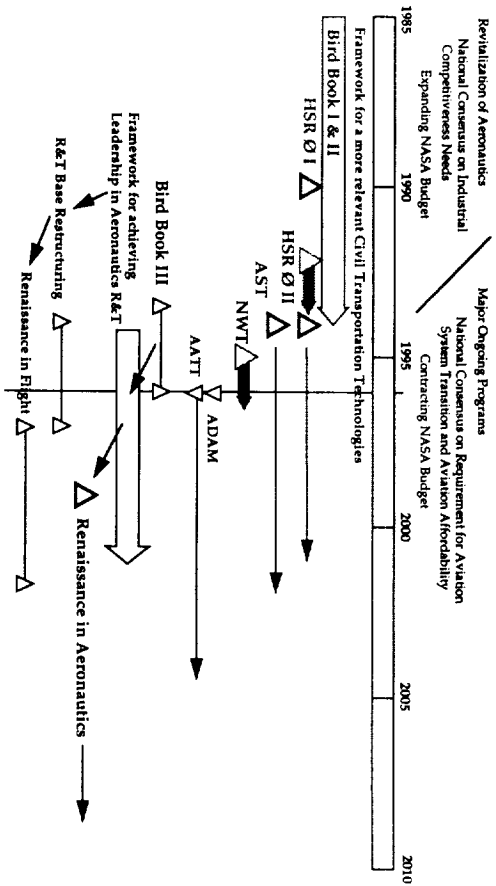 Revitalization of Aeronautics
National Consensus on Industrial
Competitiveness Needs
Expanding NASA Budget
Major Ongoing Programs
National Consensus on Requirement for Aviation
System Transition and Aviation Affordability
Contracting NASA Budget
1985
1990
1995
2000
2005
2010
Framework for a more relevant Civil Transportation Technologies
Bird Book I & II
HSR Ø I
HSR Ø II
AST
NWT
ADAM
AATT
Bird Book III
Framework for achieving
Leadership in Aeronautics R&T
Renaissance in Aeronautics
R&T Base Restructuring
Renaissance in Flight